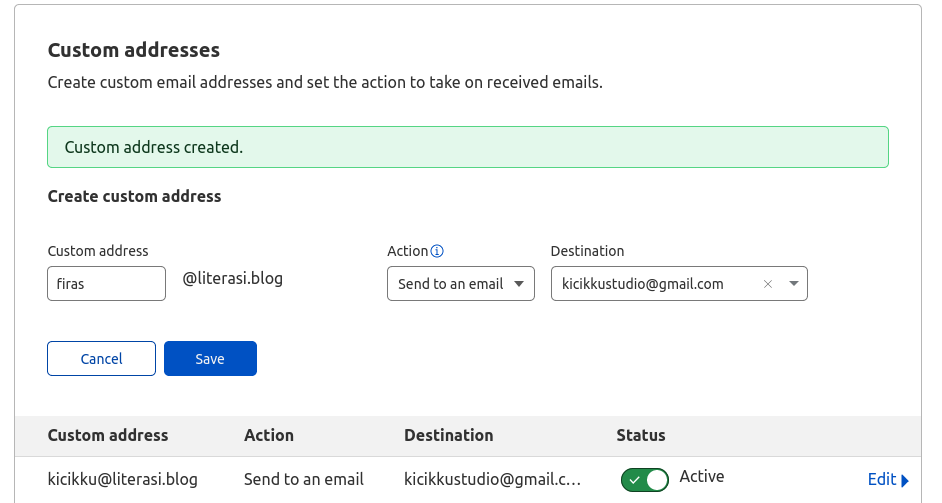 Custom addresses
Create custom email addresses and set the action to take on received emails.
Custom address created.
Create custom address
Custom address Action Destination
firas @literasi.blog Send to an email kicikkustudio@gmail.com
Cancel Save
Custom address Action Destination Status
kicikku@literasi.blog Send to an email kicikkustudio@gmail.c... Active Edit